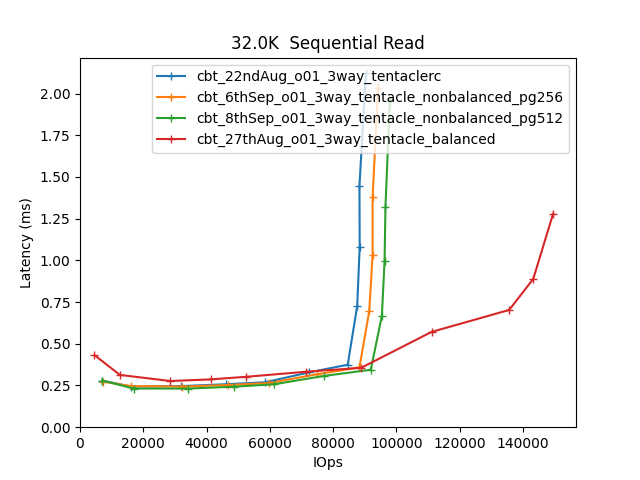 32.0K  Sequential Read
cbt_22ndAug_o01_3way_tentaclerc
cbt_6thSep_o01_3way_tentacle_nonbalanced_pg256
cbt_8thSep_o01_3way_tentacle_nonbalanced_pg512
cbt_27thAug_o01_3way_tentacle_balanced
Latency (ms)
2.00
1.75
1.50
1.25
1.00
0.75
0.50
0.25
0.00
0 20000 40000 60000 80000 100000 120000 140000
IOps